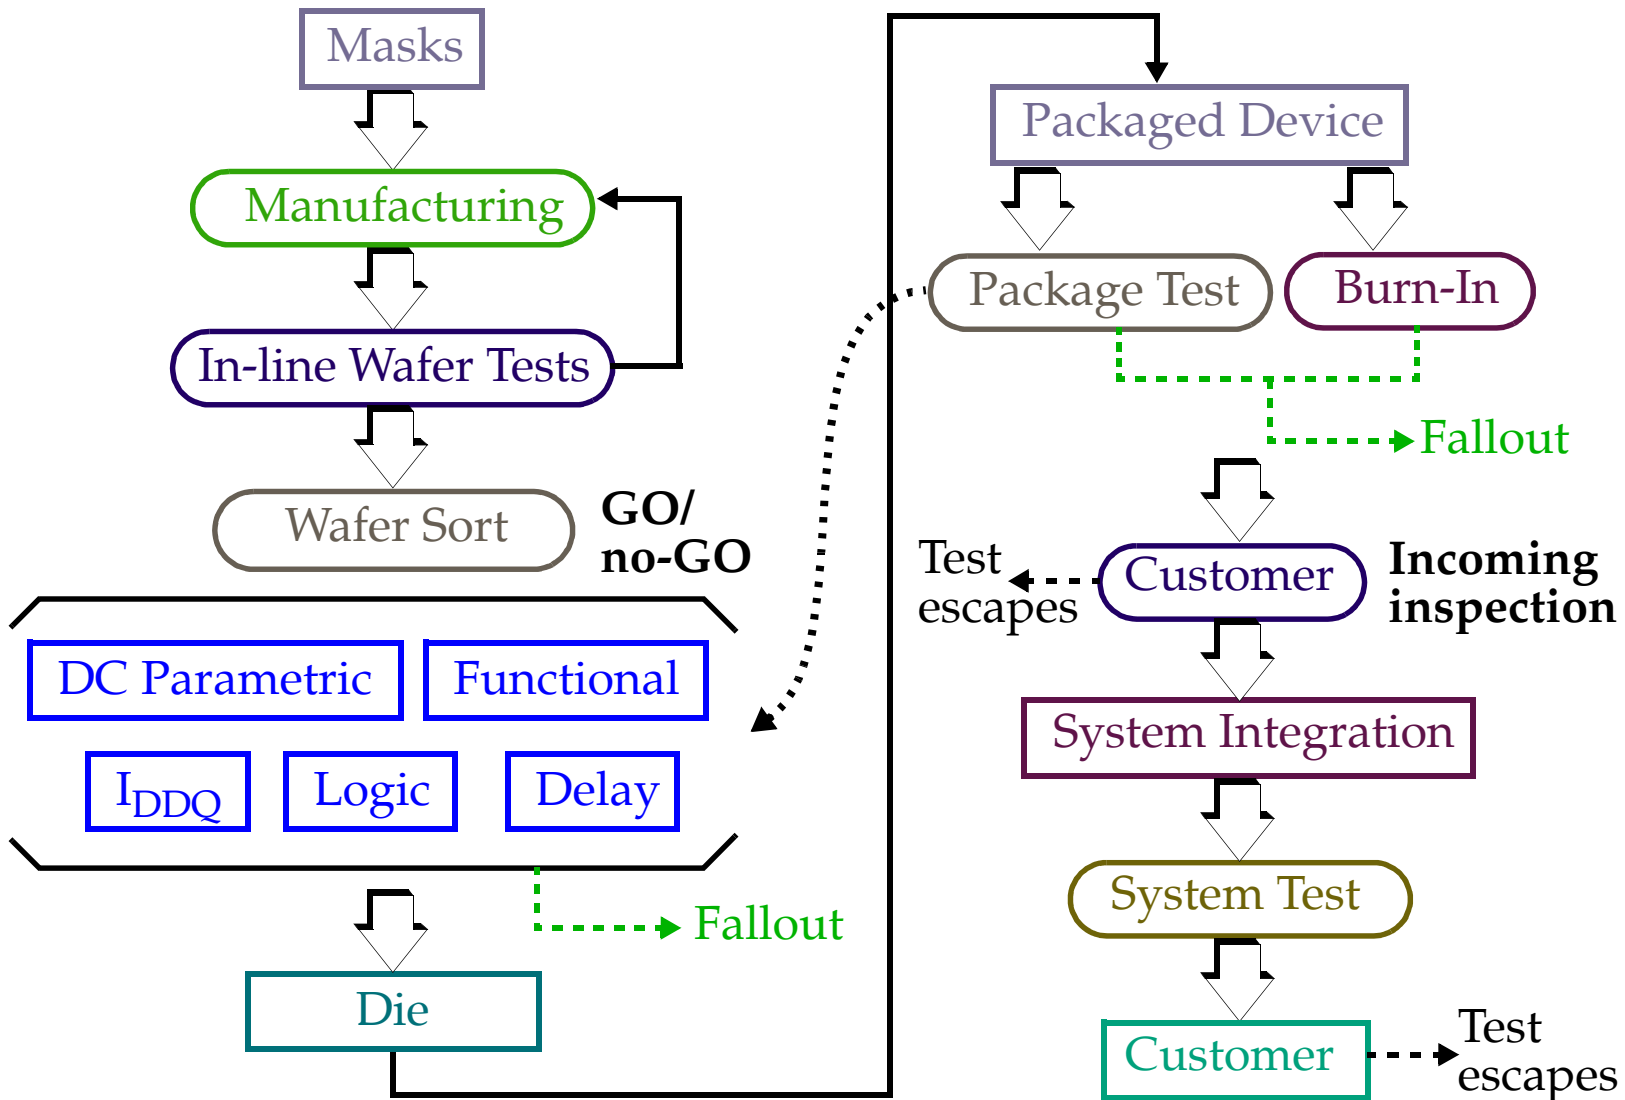 Masks
Manufacturing
In-line Wafer Tests
Wafer Sort
GO/
no-GO
DC Parametric
Functional
IDDQ
Logic
Delay
Fallout
Die
Packaged Device
Package Test
Burn-In
Fallout
Test
escapes
Customer
Incoming
inspection
System Integration
System Test
Customer
Test
escapes